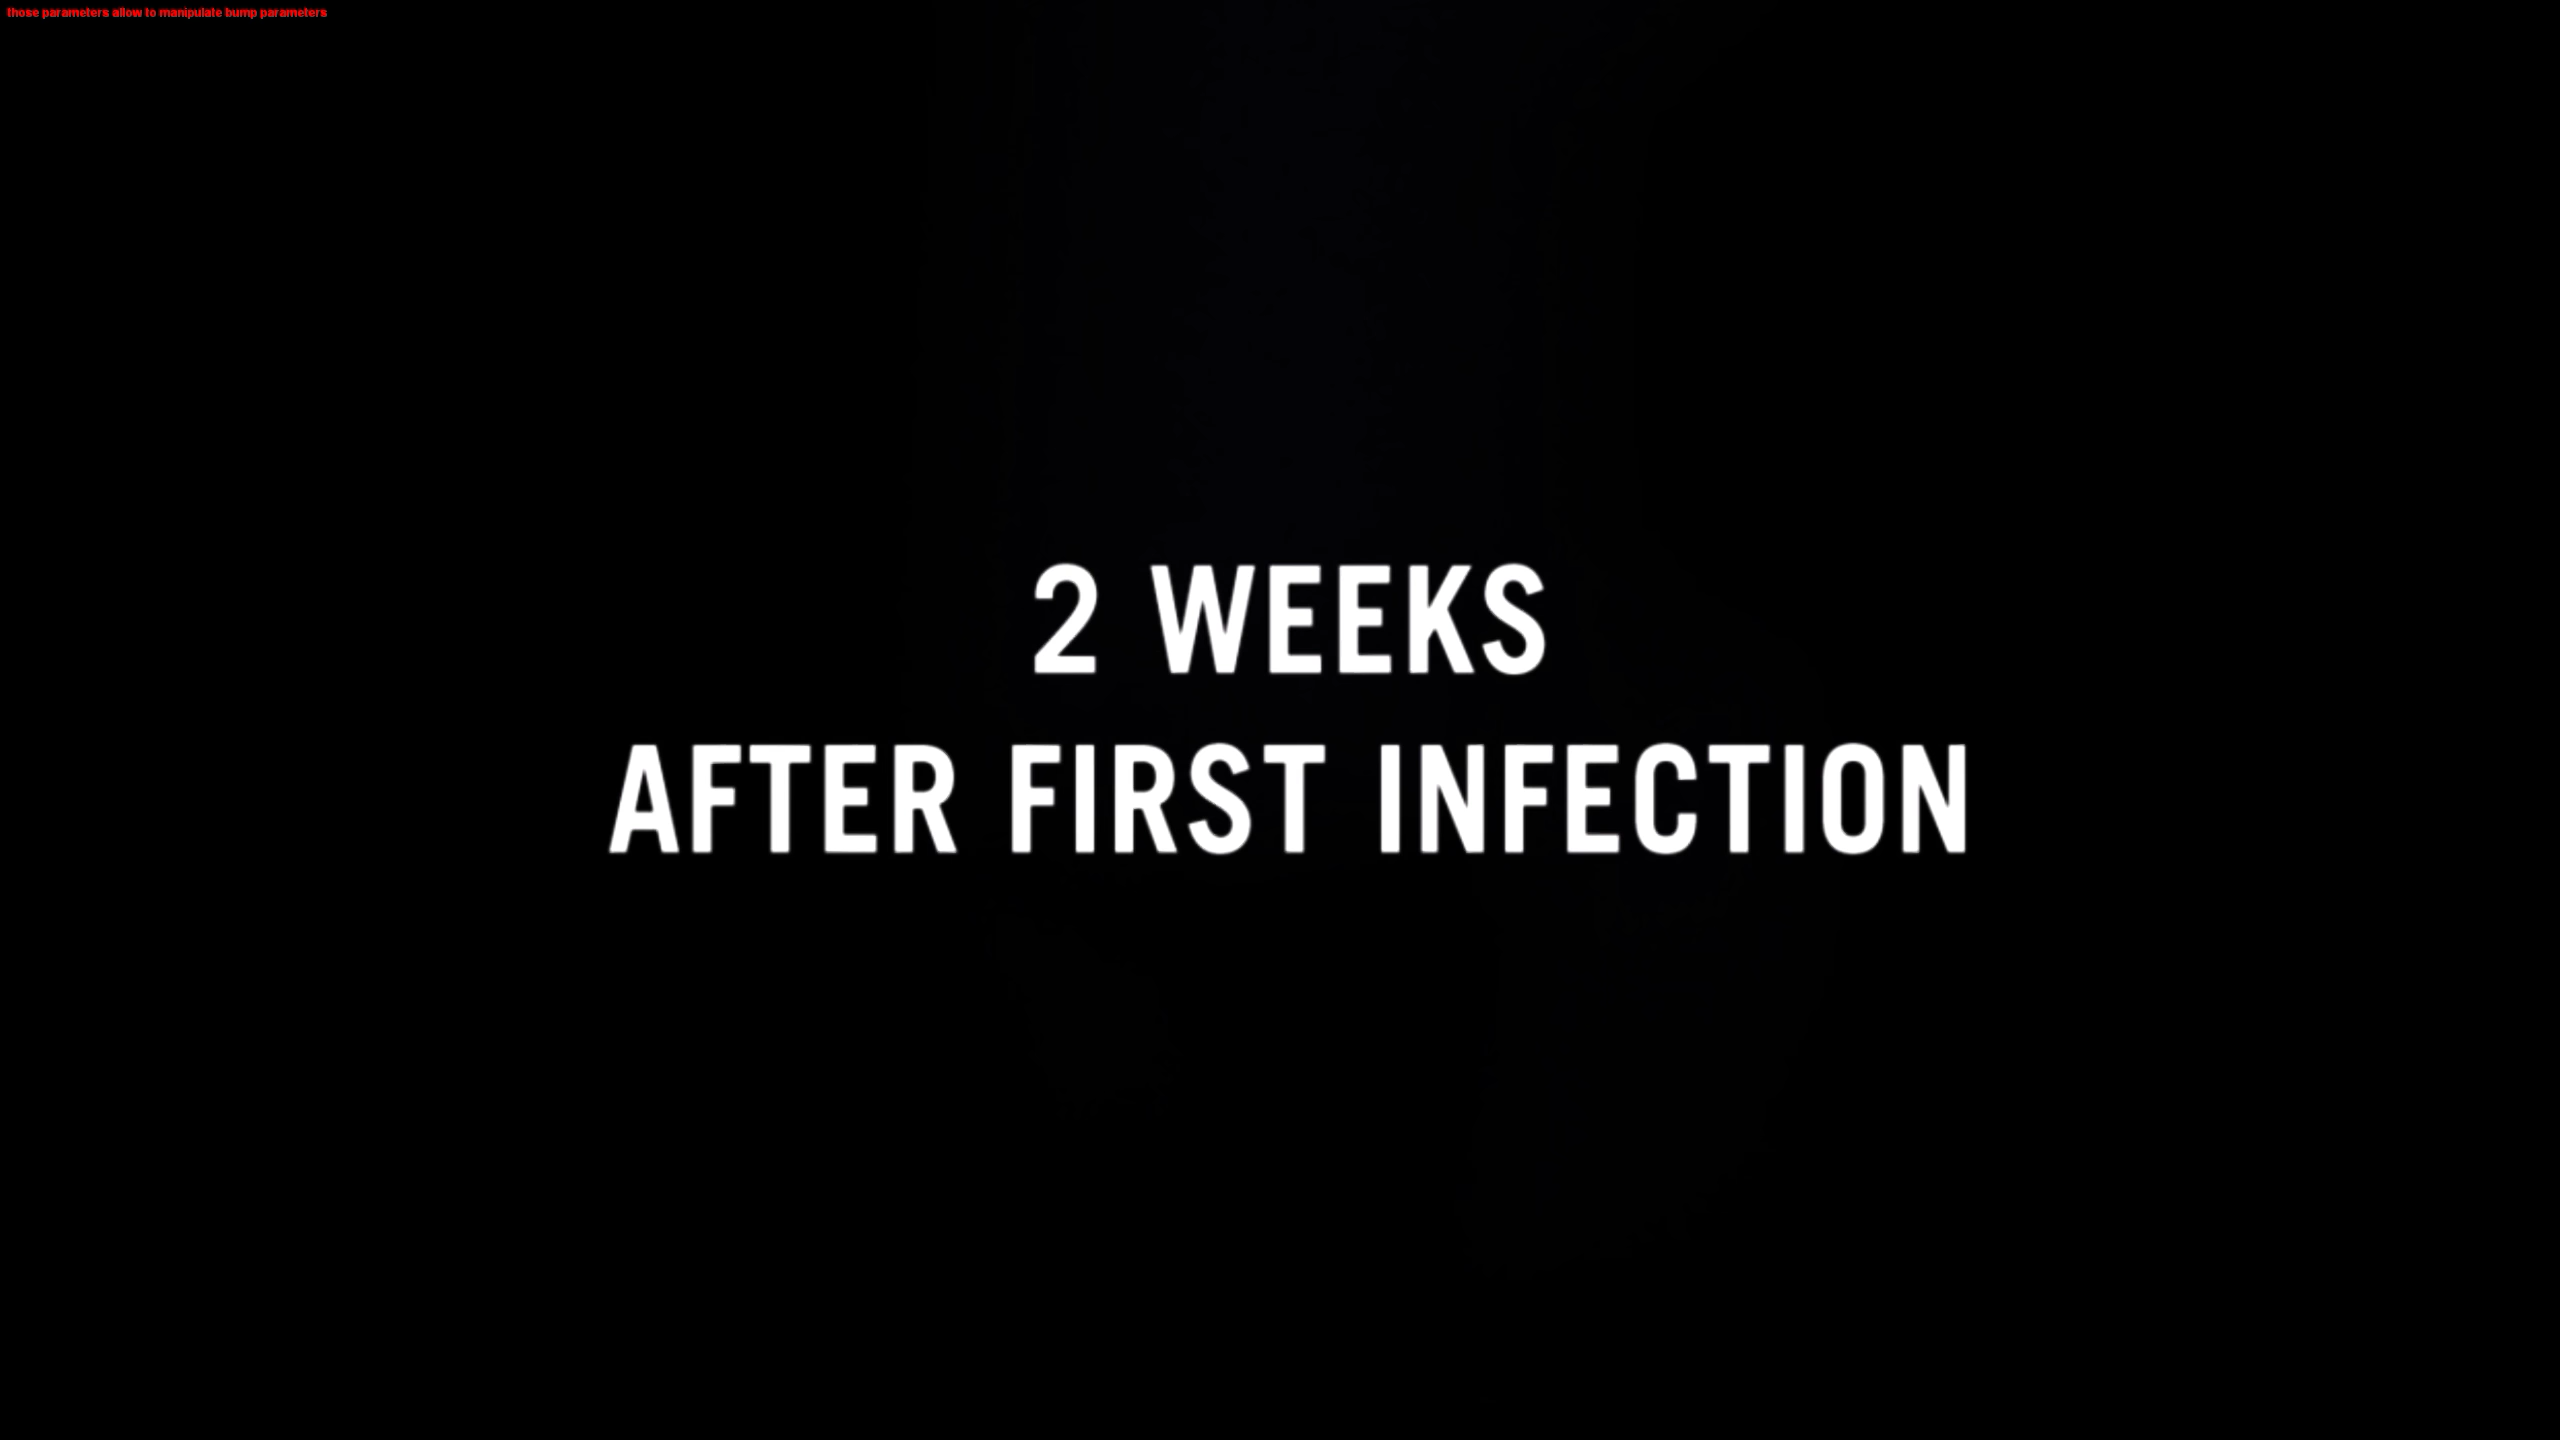 those parameters allow to manipulate bump parameters
2 WEEKS
AFTER FIRST INFECTION